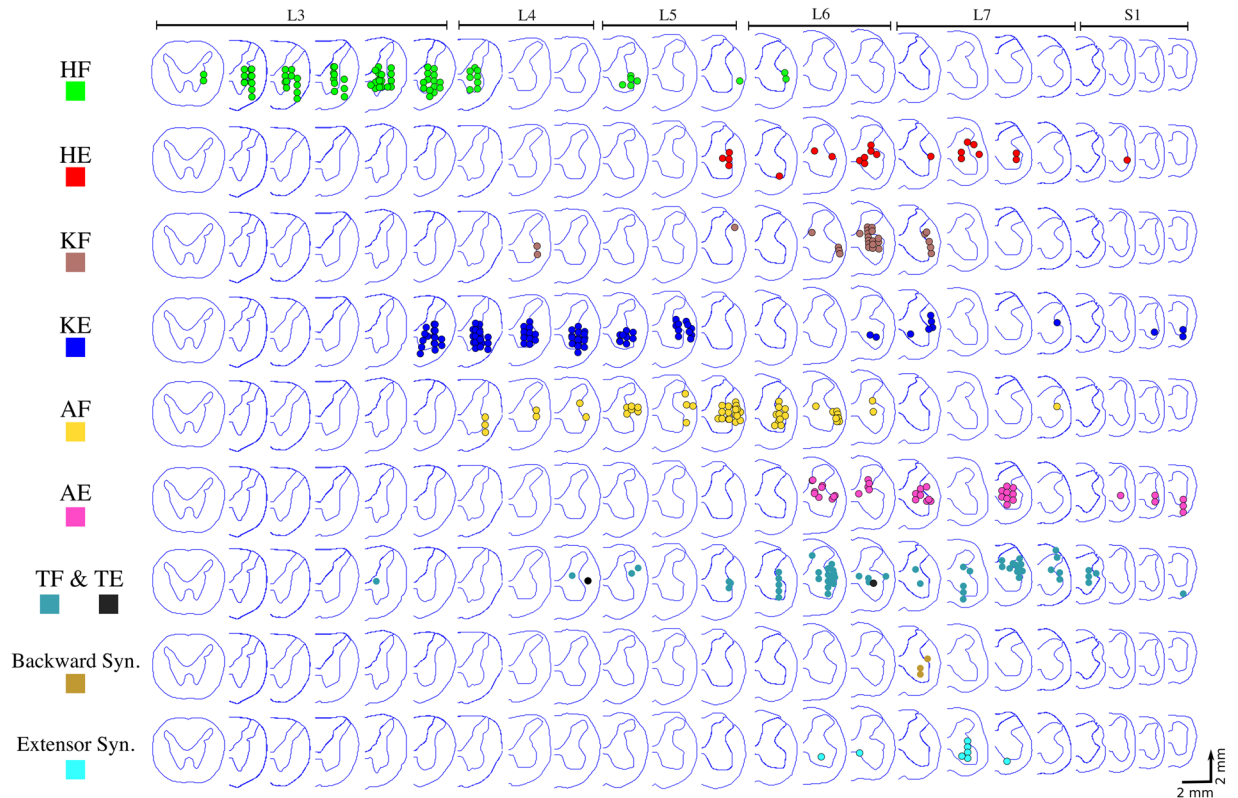 L3 L4 L5 L6 L7 S1
HF
HE
KF
KE
AF
AE
TF & TE
Backward Syn.
Extensor Syn.
2 mm
2 mm